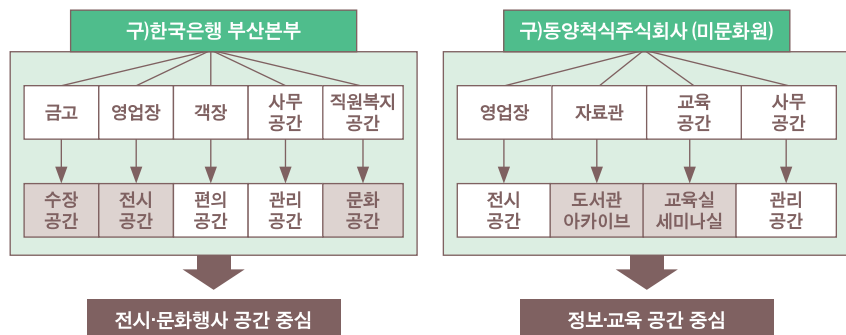 구)한국은행 부산본부
금고 영업장 객장 사무 공간 직원복지 공간
수장 공간 전시 공간 편의 공간 관리 공간 문화 공간
전시·문화행사 공간 중심
구)동양척식주식회사 (미문화원)
영업장 자료관 교육 공간 사무 공간
전시 공간 도서관 아카이브 교육실 세미나실 관리 공간
정보·교육 공간 중심